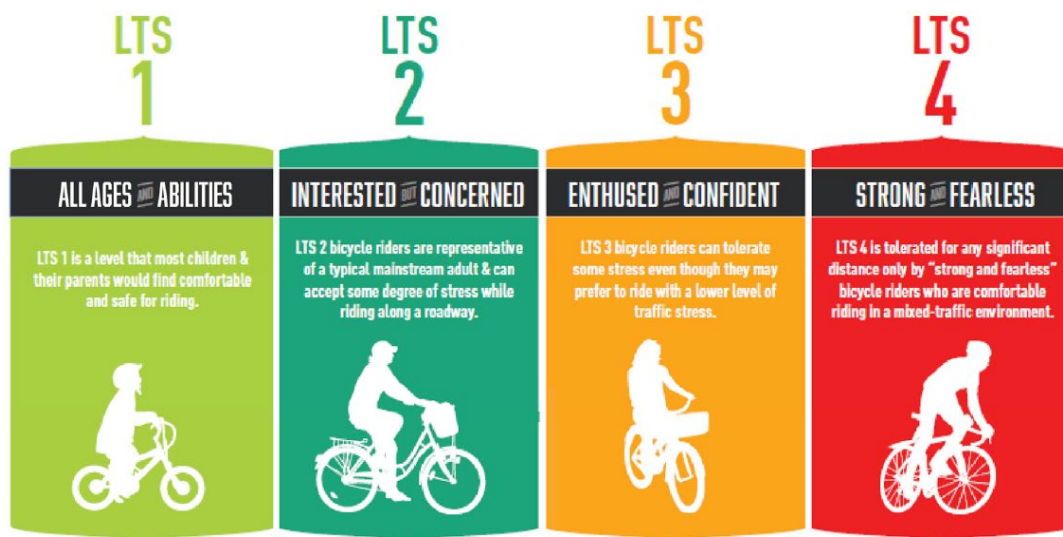 LTS
1
ALL AGES AND ABILITIES
LTS 1 is a level that most children &
their parents would find comfortable
and safe for riding.
LTS
2
INTERESTED BUT CONCERNED
LTS 2 bicycle riders are representative
of a typical mainstream adult & can
accept some degree of stress while
riding along a roadway.
LTS
3
ENTHUSED AND CONFIDENT
LTS 3 bicycle riders can tolerate
some stress even though they may
prefer to ride with a lower level of
traffic stress.
LTS
4
STRONG AND FEARLESS
LTS 4 is tolerated for any significant
distance only by “strong and fearless”
bicycle riders who are comfortable
riding in a mixed-traffic environment.